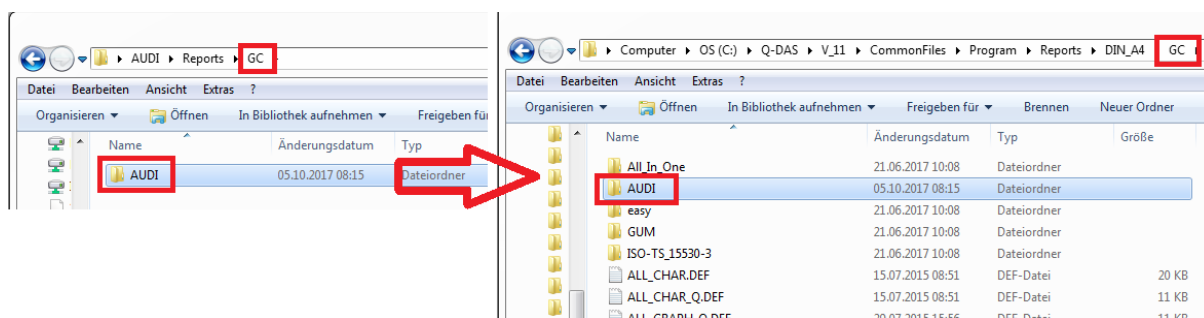 AUDI Reports GC
Datei Bearbeiten Ansicht Extras ?
Organisieren Öffnen In Bibliothek aufnehmen Freigeben für
Name Änderungsdatum Typ
AUDI 05.10.2017 08:15 Dateiordner
Computer OS (C:) Q-DAS V_11 CommonFiles Program Reports DIN_A4 GC
Datei Bearbeiten Ansicht Extras ?
Organisieren Öffnen In Bibliothek aufnehmen Freigeben für Brennen Neuer Ordner
Name Änderungsdatum Typ Größe
All_In_One 21.06.2017 10:08 Dateiordner
AUDI 05.10.2017 08:15 Dateiordner
easy 21.06.2017 10:08 Dateiordner
GUM 21.06.2017 10:08 Dateiordner
ISO-TS_15530-3 21.06.2017 10:08 Dateiordner
ALL_CHAR.DEF 15.07.2015 08:51 DEF-Datei 20 KB
ALL_CHAR_Q.DEF 15.07.2015 08:51 DEF-Datei 11 KB
DEF-Datei 11 KB